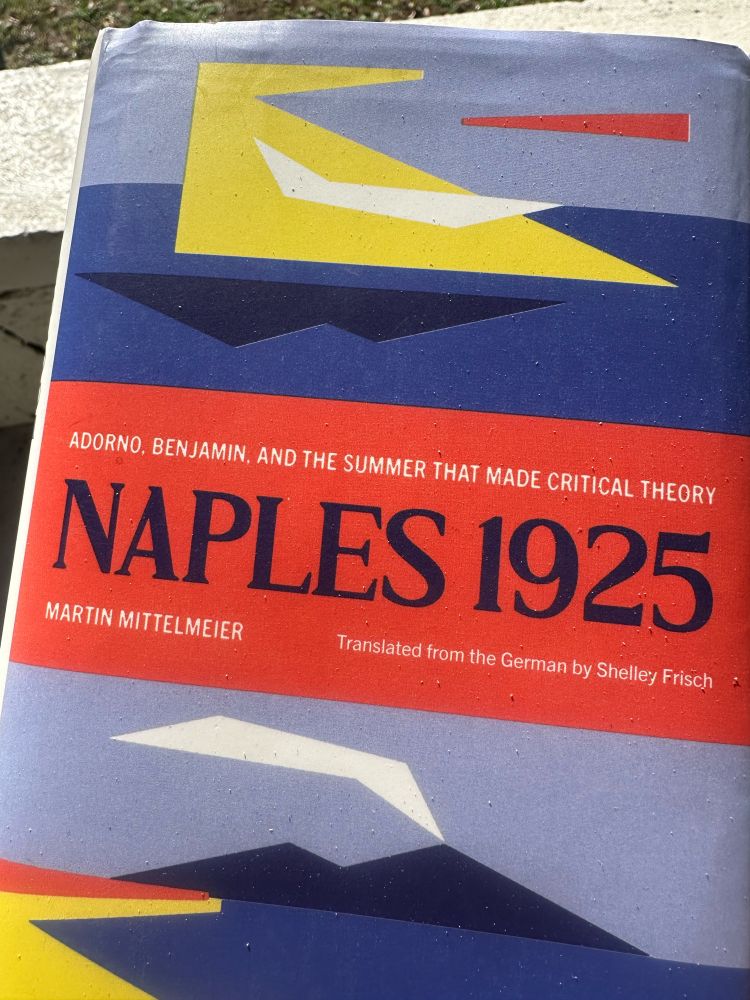 ADORNO, BENJAMIN, AND THE SUMMER THAT MADE CRITICAL THEORY
NAPLES 1925
MARTIN MITTELMEIER
Translated from the German by Shelley Frisch